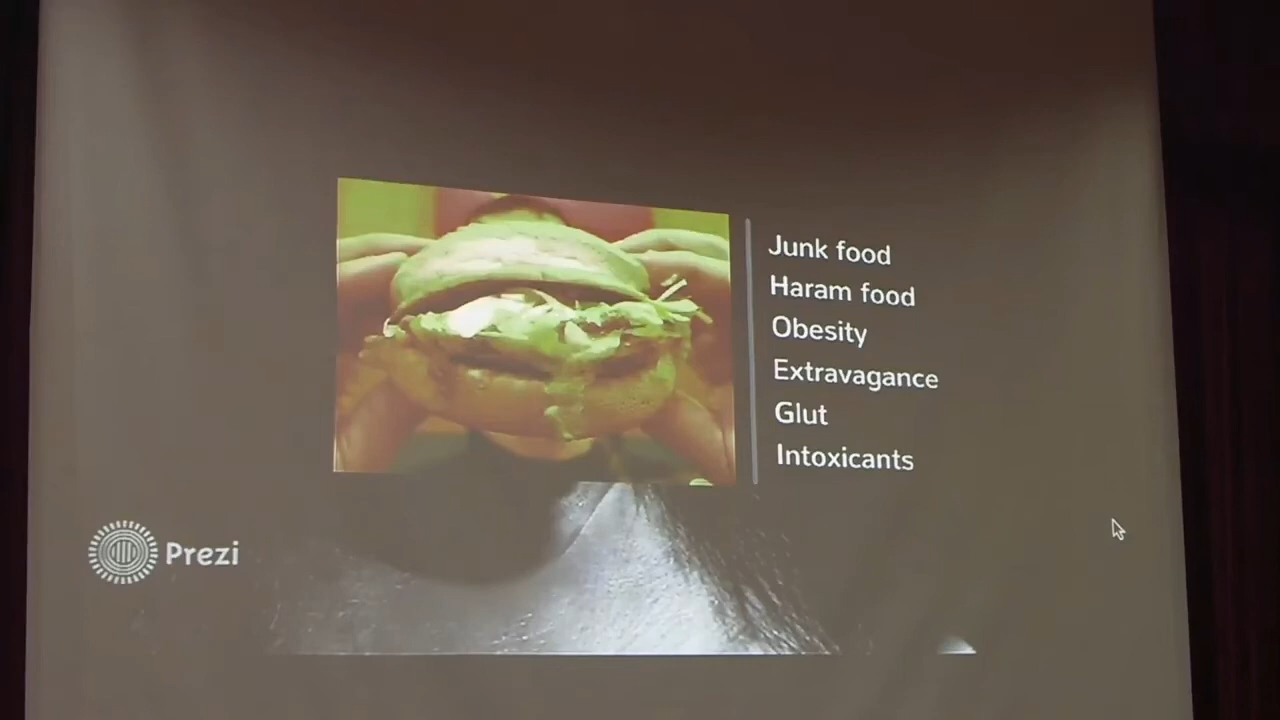 Junk food
Haram food
Obesity
Extravagance
Glut
Intoxicants
Prezi